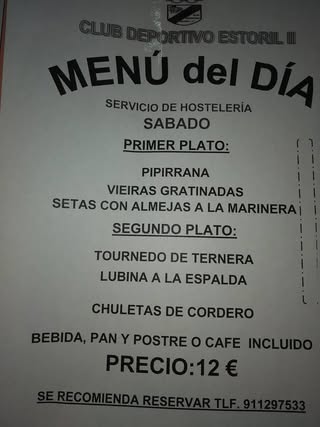 CLUB DEPORTIVO ESTORIL II
MENÚ del DÍA
SERVICIO DE HOSTELERÍA
SABADO
PRIMER PLATO:
PIPIRRANA
VIEIRAS GRATINADAS
SETAS CON ALMEJAS A LA MARINERA
SEGUNDO PLATO:
TOURNEDO DE TERNERA
LUBINA A LA ESPALDA
CHULETAS DE CORDERO
BEBIDA, PAN Y POSTRE O CAFE INCLUIDO
PRECIO:12 €
SE RECOMIENDA RESERVAR TLF. 911297533